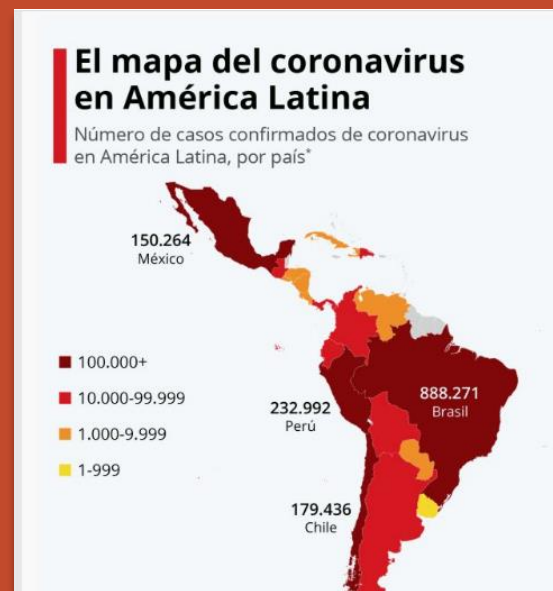 El mapa del coronavirus
en América Latina
Número de casos confirmados de coronavirus
en América Latina, por país*
150.264
México
100.000+
10.000-99.999
1.000-9.999
1-999
888.271
Brasil
232.992
Perú
179.436
Chile